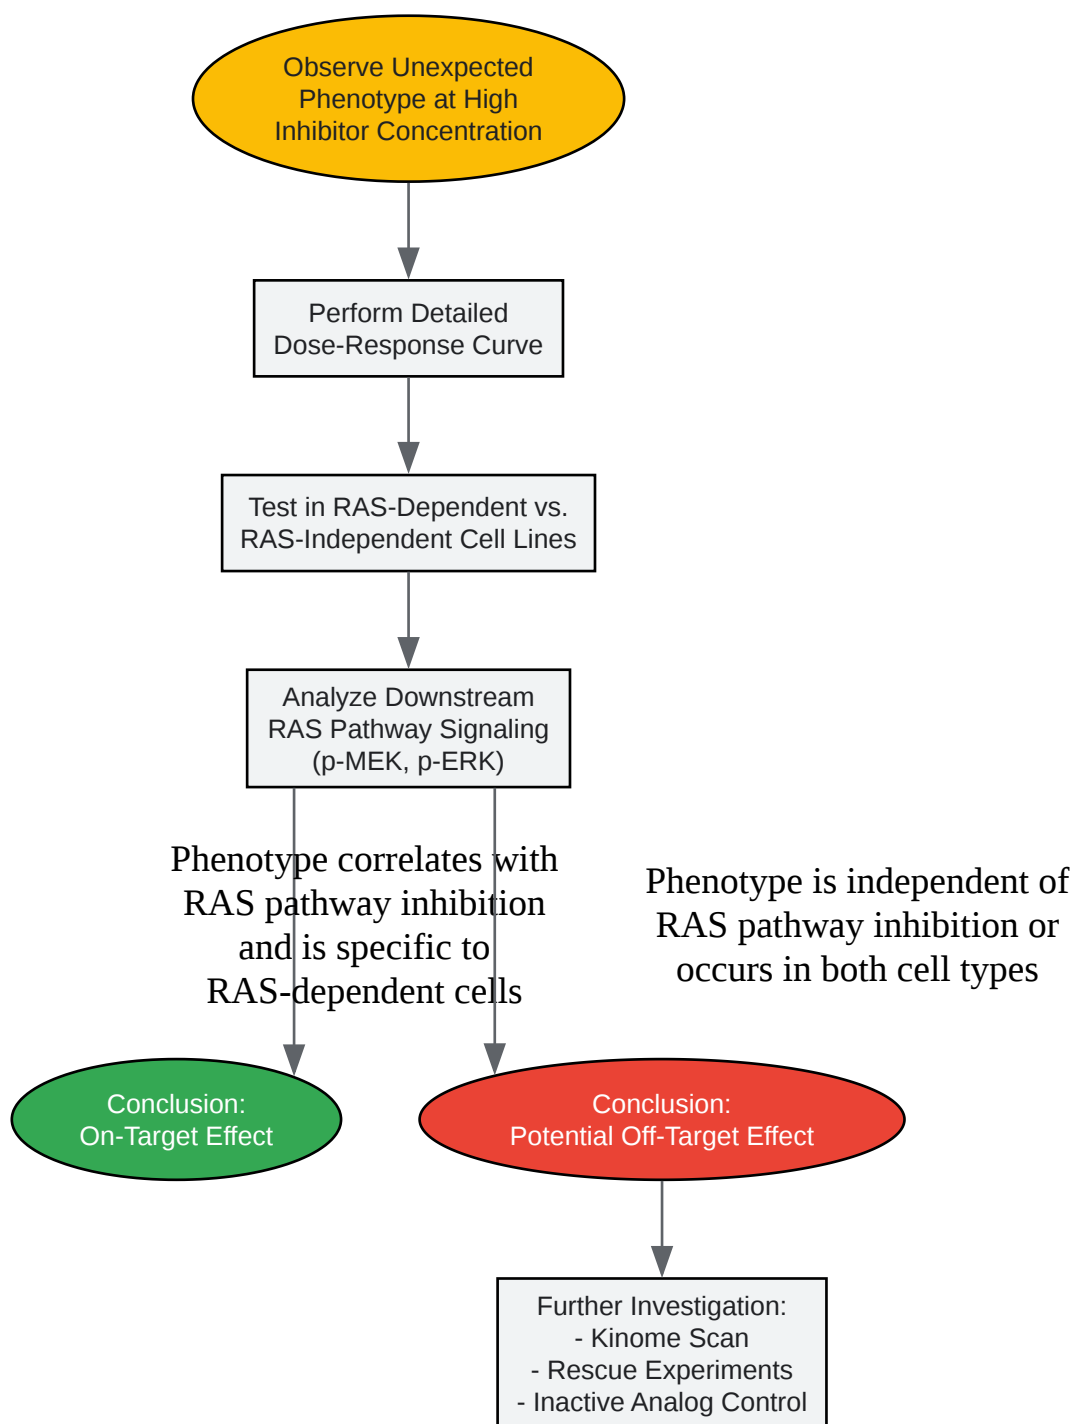 Observe Unexpected
Phenotype at High
Inhibitor Concentration
Perform Detailed
Dose-Response Curve
Test in RAS-Dependent vs.
RAS-Independent Cell Lines
Analyze Downstream
RAS Pathway Signaling
(p-MEK, p-ERK)
Phenotype correlates with
RAS pathway inhibition
and is specific to
RAS-dependent cells
Phenotype is independent of
RAS pathway inhibition or
occurs in both cell types
Conclusion:
On-Target Effect
Conclusion:
Potential Off-Target Effect
Further Investigation:
- Kinome Scan
- Rescue Experiments
- Inactive Analog Control